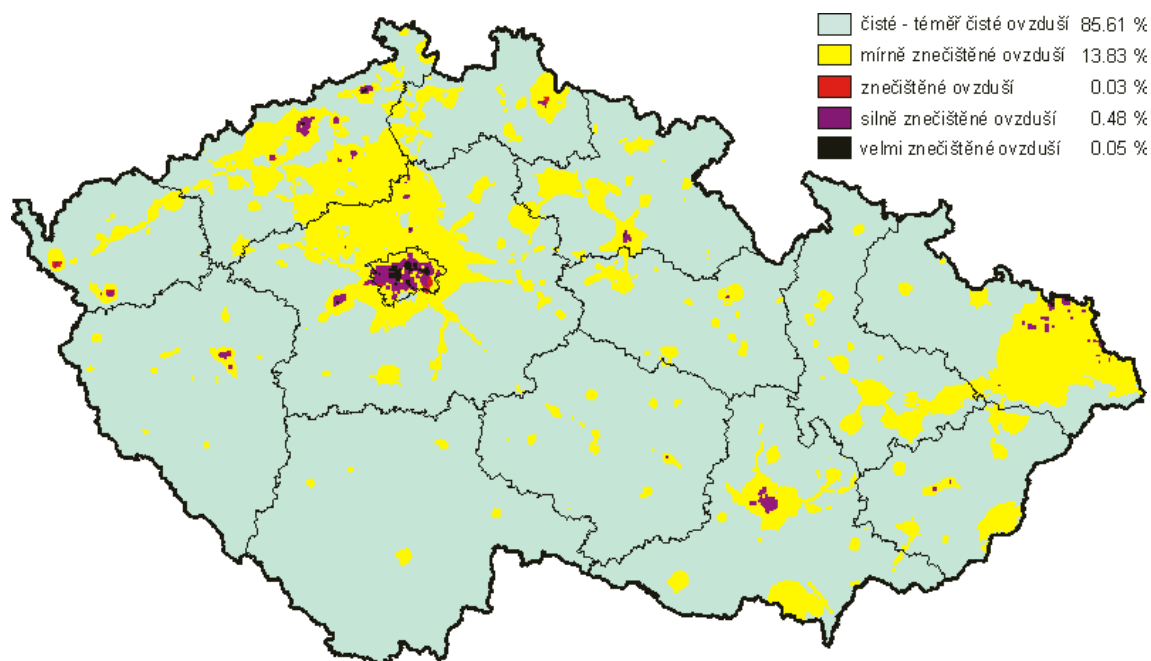 čisté - téměř čisté ovzduší 85.61 %
mírně znečištěné ovzduší 13.83 %
znečištěné ovzduší 0.03 %
silně znečištěné ovzduší 0.48 %
velmi znečištěné ovzduší 0.05 %